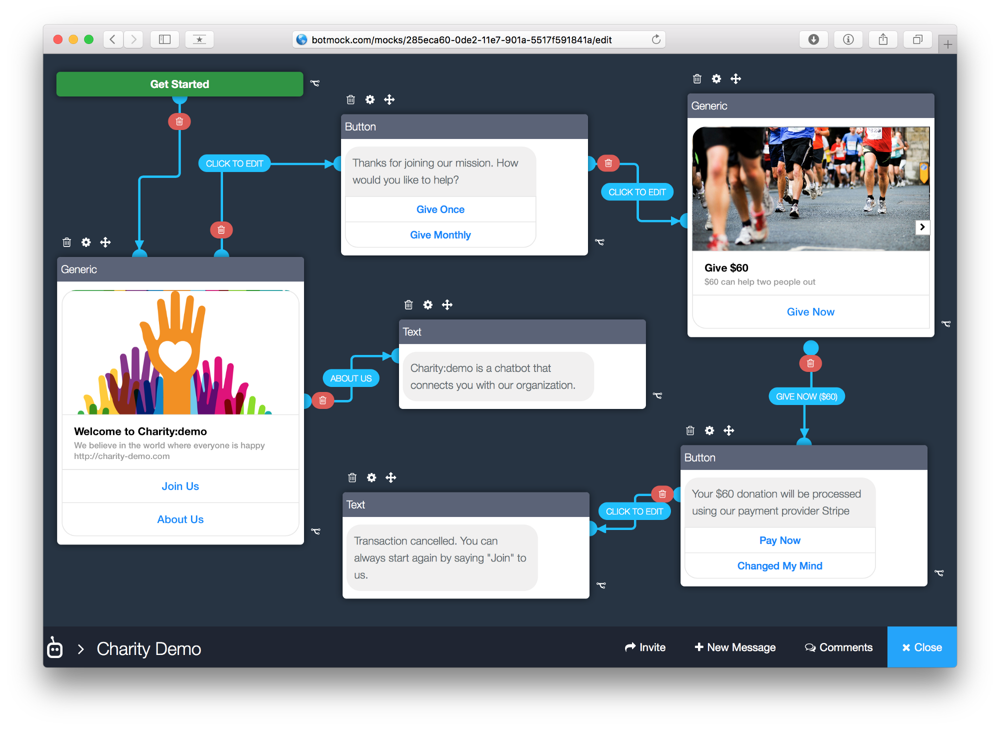 botmock.com/mocks/285eca60-0de2-11e7-901a-5517f591841a/edit
Get Started
CLICK TO EDIT
Button
Thanks for joining our mission. How
would you like to help?
Give Once
Give Monthly
CLICK TO EDIT
Generic
Give $60
$60 can help two people out
Give Now
Generic
Welcome to Charity:demo
We believe in the world where everyone is happy
http://charity-demo.com
Join Us
About Us
ABOUT US
Text
Charity:demo is a chatbot that
connects you with our organization.
GIVE NOW ($60)
Button
Your $60 donation will be processed
using our payment provider Stripe
Pay Now
Changed My Mind
CLICK TO EDIT
Text
Transaction cancelled. You can
always start again by saying "Join" to
us.
Charity Demo
Invite
New Message
Comments
Close